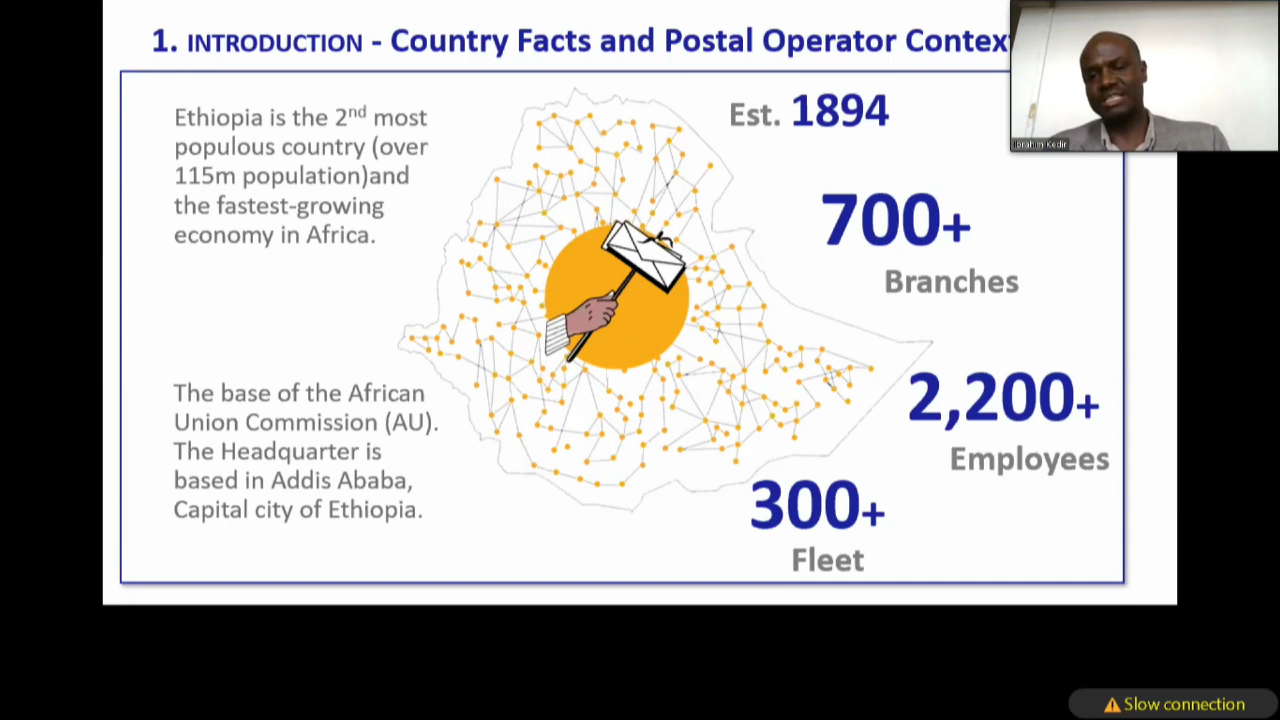 1. INTRODUCTION - Country Facts and Postal Operator Contex
Ethiopia is the 2nd most
populous country (over
115m population)and
the fastest-growing
economy in Africa.
The base of the African
Union Commission (AU).
The Headquarter is
based in Addis Ababa,
Capital city of Ethiopia.
Est. 1894
700+
Branches
2,200+
Employees
300+
Fleet
Ibrahim Kedir
Slow connection